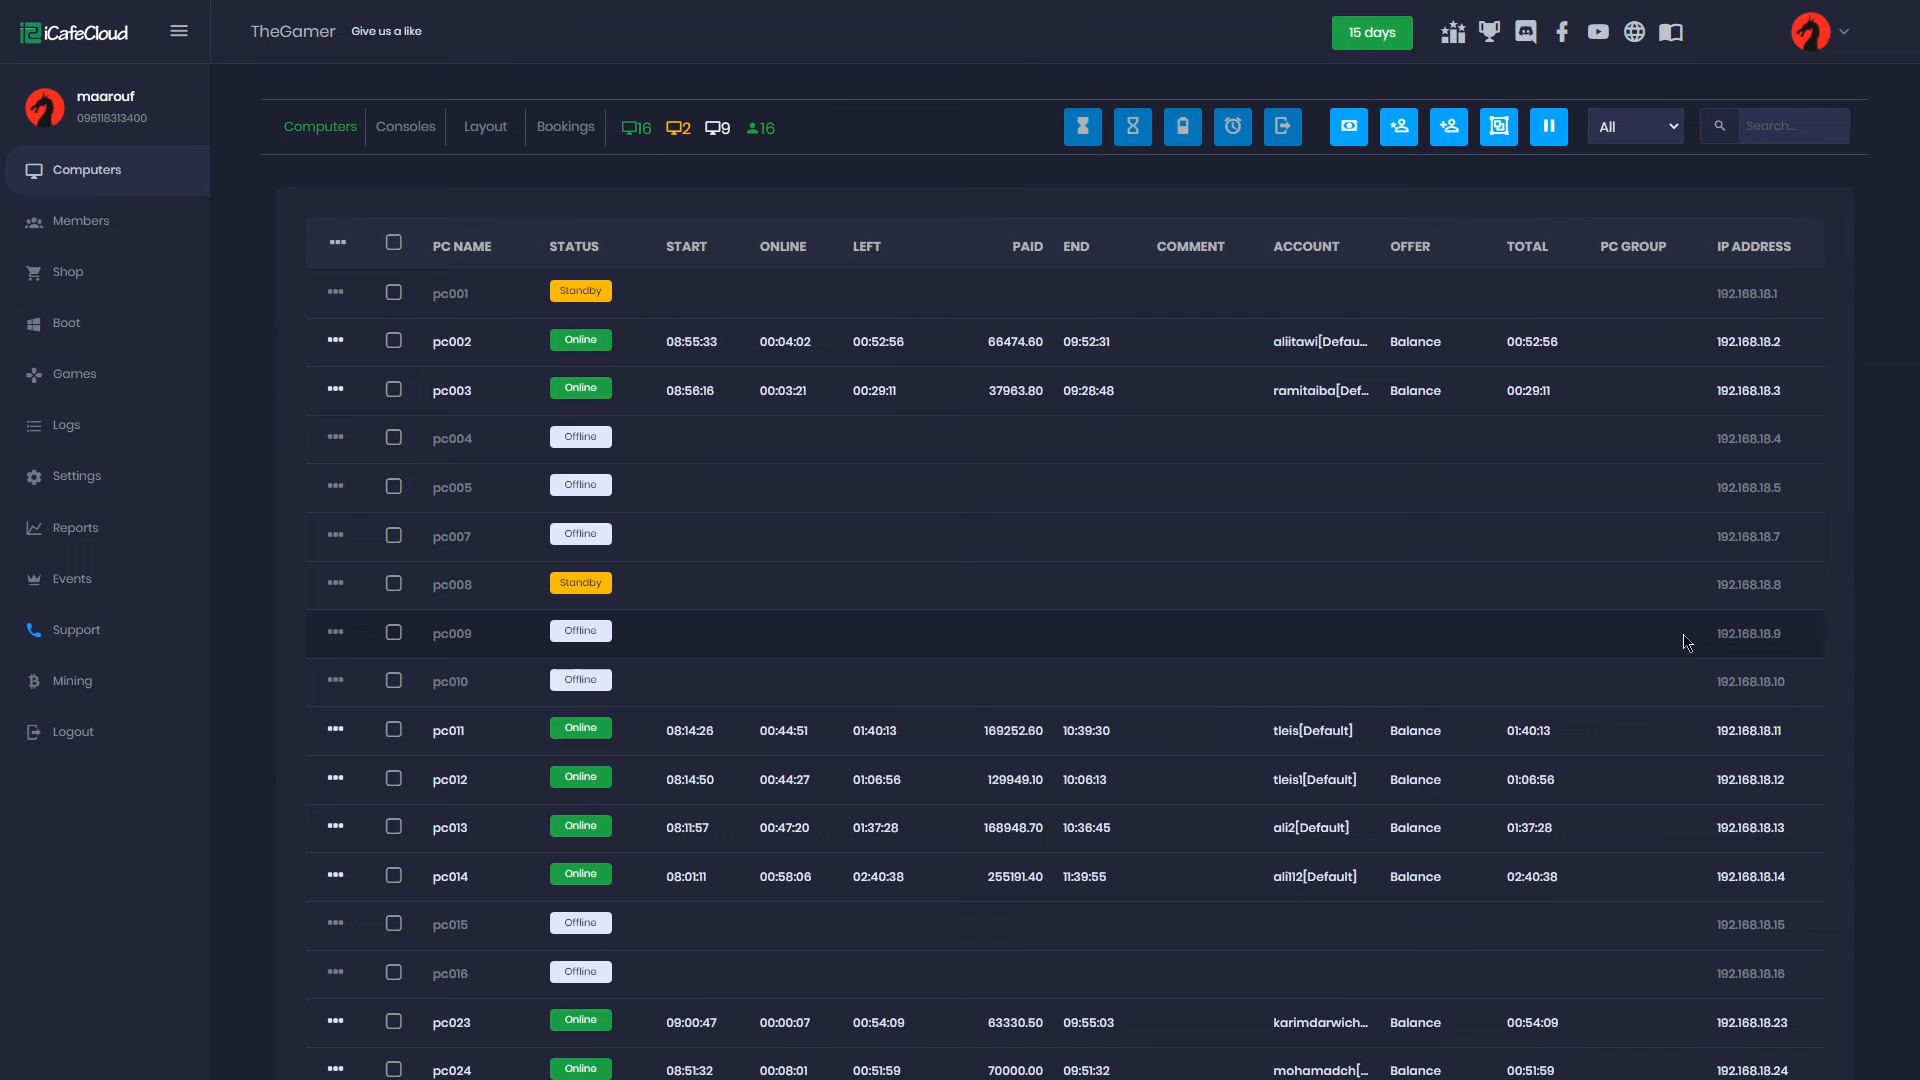 iCafeCloud
TheGamer Give us a like
15 days
maarouf
096118313400
Computers
Members
Shop
Boot
Games
Logs
Settings
Reports
Events
Support
Mining
Logout
Computers Consoles Layout Bookings 16 2 9 16
All Search...
PC NAME STATUS START ONLINE LEFT PAID END COMMENT ACCOUNT OFFER TOTAL PC GROUP IP ADDRESS
pc001 Standby 192.168.18.1
pc002 Online 08:55:33 00:04:02 00:52:56 66474.60 09:52:31 aliitawi[Defau... Balance 00:52:56 192.168.18.2
pc003 Online 08:56:16 00:03:21 00:29:11 37963.80 09:28:48 ramitaiba[Def... Balance 00:29:11 192.168.18.3
pc004 Offline 192.168.18.4
pc005 Offline 192.168.18.5
pc007 Offline 192.168.18.7
pc008 Standby 192.168.18.8
pc009 Offline 192.168.18.9
pc010 Offline 192.168.18.10
pc011 Online 08:14:26 00:44:51 01:40:13 169252.60 10:39:30 tleis[Default] Balance 01:40:13 192.168.18.11
pc012 Online 08:14:50 00:44:27 01:06:56 129949.10 10:06:13 tleis1[Default] Balance 01:06:56 192.168.18.12
pc013 Online 08:11:57 00:47:20 01:37:28 168948.70 10:36:45 ali2[Default] Balance 01:37:28 192.168.18.13
pc014 Online 08:01:11 00:58:06 02:40:38 255191.40 11:39:55 ali112[Default] Balance 02:40:38 192.168.18.14
pc015 Offline 192.168.18.15
pc016 Offline 192.168.18.16
pc023 Online 09:00:47 00:00:07 00:54:09 63330.50 09:55:03 karimdarwich... Balance 00:54:09 192.168.18.23
pc024 Online 08:51:32 00:08:01 00:51:59 70000.00 09:51:32 mohamadch[... Balance 00:51:59 192.168.18.24